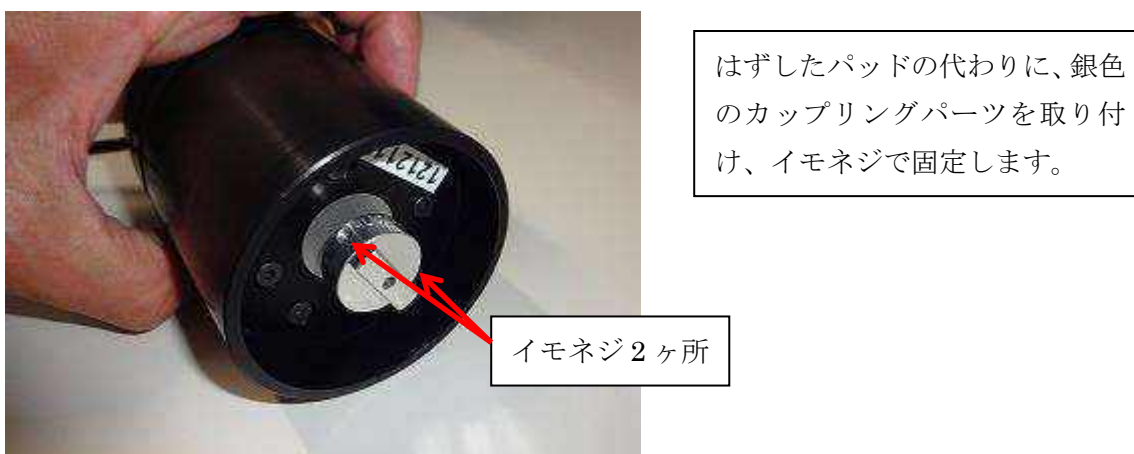 はずしたパッドの代わりに、銀色
のカップリングパーツを取り付
け、イモネジで固定します。
イモネジ 2 ヶ所